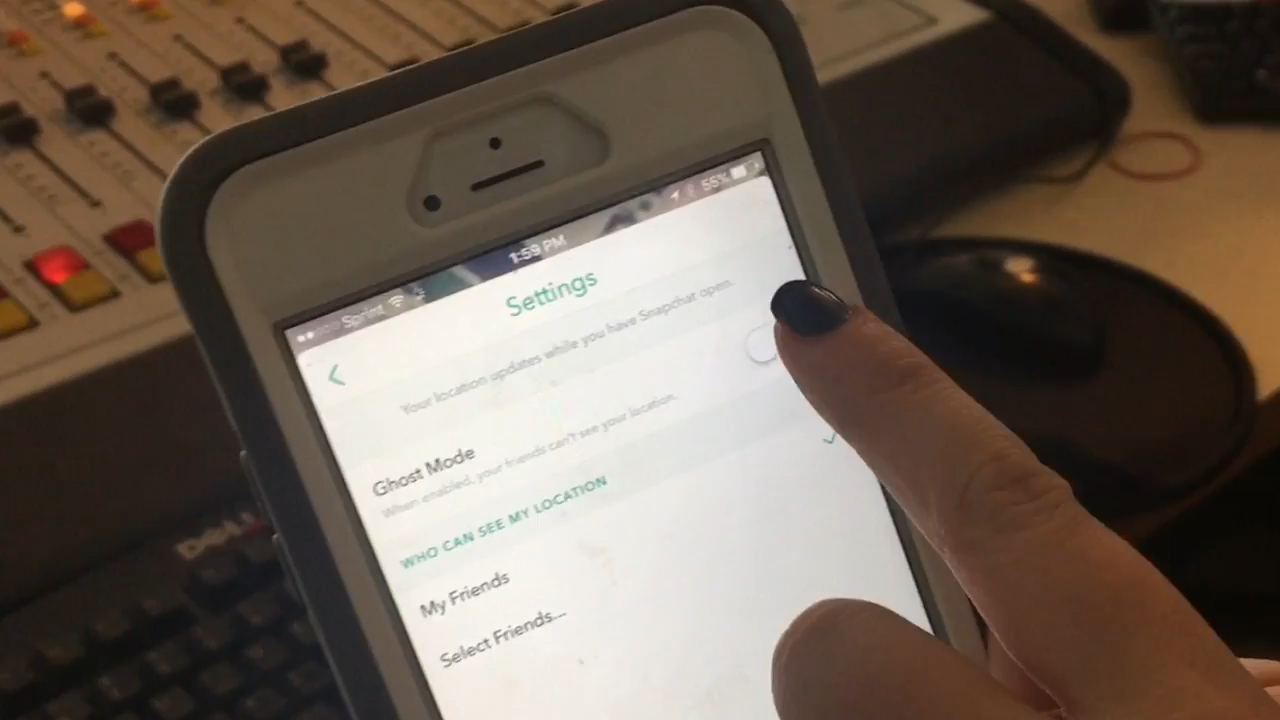 Sprint 1:59 PM 55%
Settings
Your location updates while you have Snapchat open.
Ghost Mode
When enabled, your friends can't see your location.
WHO CAN SEE MY LOCATION
My Friends
Select Friends...
DELL